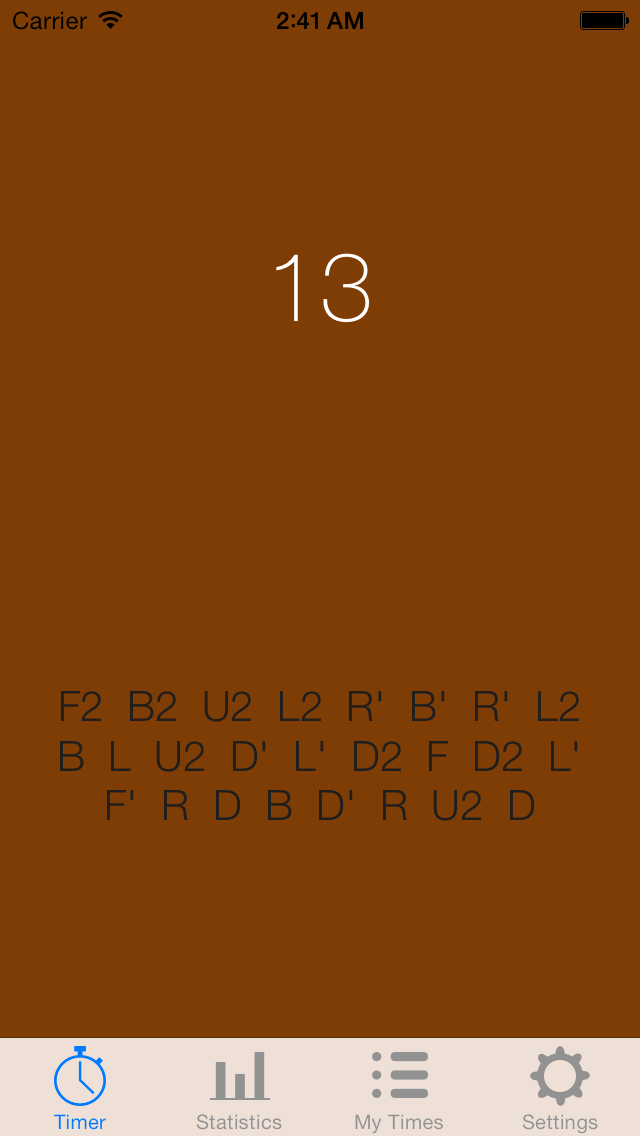 Carrier 2:41 AM
13
F2 B2 U2 L2 R' B' R' L2
B L U2 D' L' D2 F D2 L'
F' R D B D' R U2 D
Timer Statistics My Times Settings